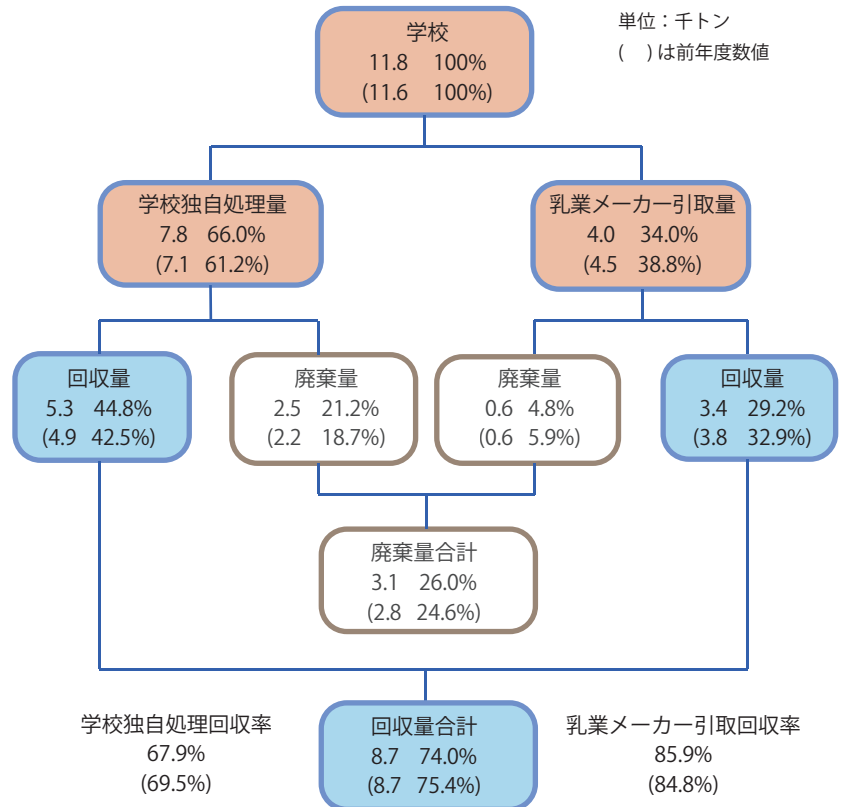 単位：千トン
(　) は前年度数値
学校
11.8 100%
(11.6 100%)
学校独自処理量
7.8 66.0%
(7.1 61.2%)
乳業メーカー引取量
4.0 34.0%
(4.5 38.8%)
回収量
5.3 44.8%
(4.9 42.5%)
廃棄量
2.5 21.2%
(2.2 18.7%)
廃棄量
0.6 4.8%
(0.6 5.9%)
回収量
3.4 29.2%
(3.8 32.9%)
廃棄量合計
3.1 26.0%
(2.8 24.6%)
学校独自処理回収率
67.9%
(69.5%)
回収量合計
8.7 74.0%
(8.7 75.4%)
乳業メーカー引取回収率
85.9%
(84.8%)